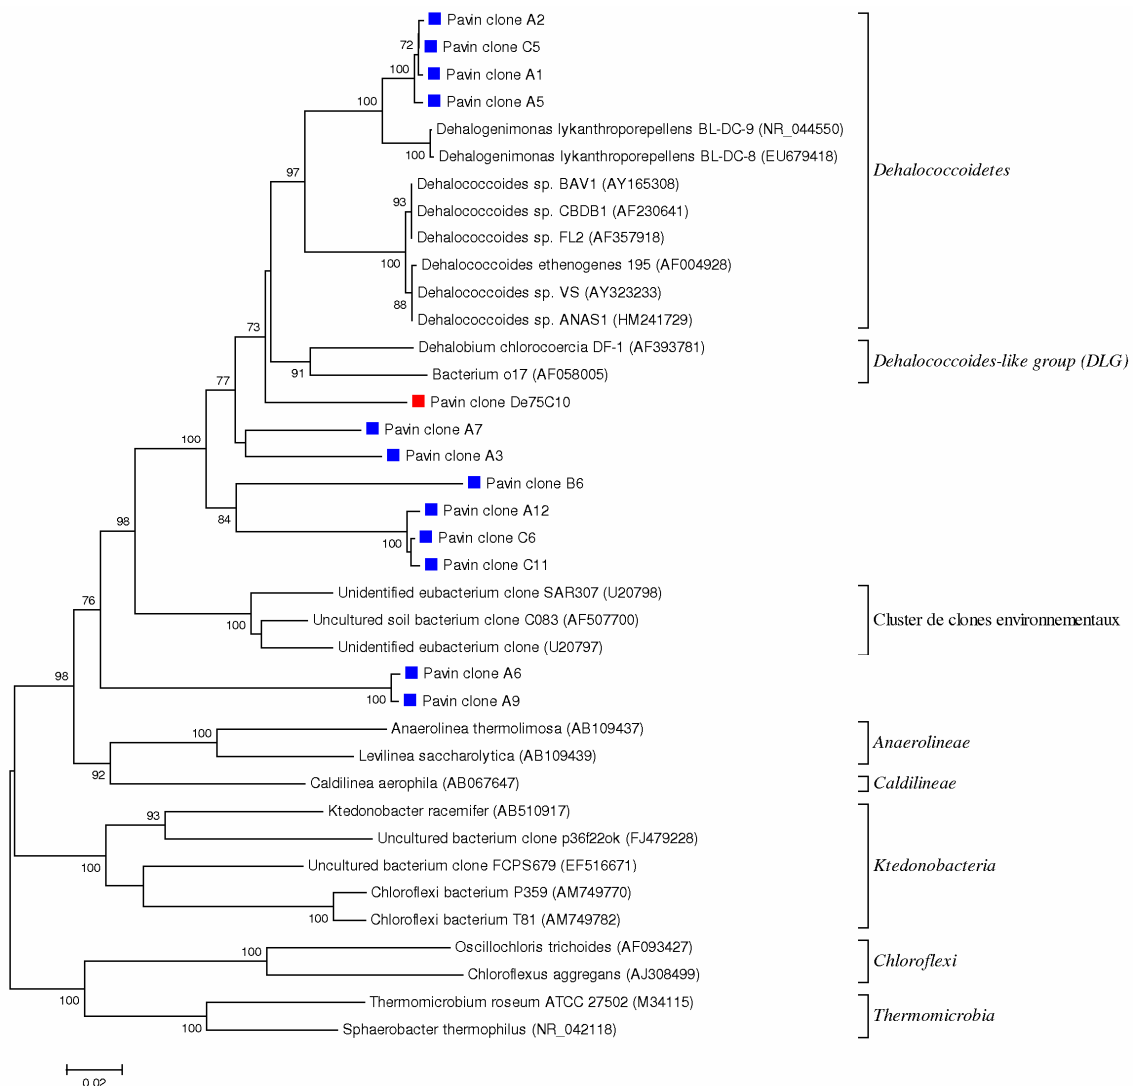 Pavin clone A2
72
Pavin clone C5
100
Pavin clone A1
100
Pavin clone A5
Dehalogenimonas lykanthroporepellens BL-DC-9 (NR_044550)
100
Dehalogenimonas lykanthroporepellens BL-DC-8 (EU679418)
Dehalococcoidetes
97
Dehalococcoides sp. BAV1 (AY165308)
93
Dehalococcoides sp. CBDB1 (AF230641)
Dehalococcoides sp. FL2 (AF357918)
100
Dehalococcoides ethenogenes 195 (AF004928)
Dehalococcoides sp. VS (AY323233)
88
Dehalococcoides sp. ANAS1 (HM241729)
73
Dehalobium chlorocoercia DF-1 (AF393781)
Dehalococcoides-like group (DLG)
91
Bacterium o17 (AF058005)
77
Pavin clone De75C10
Pavin clone A7
100
Pavin clone A3
Pavin clone B6
84
Pavin clone A12
98
100
Pavin clone C6
Pavin clone C11
Unidentified eubacterium clone SAR307 (U20798)
76
100
Uncultured soil bacterium clone C083 (AF507700)
Cluster de clones environnementaux
Unidentified eubacterium clone (U20797)
98
Pavin clone A6
100
Pavin clone A9
Anaerolinea thermolimosa (AB109437)
100
Anaerolineae
Levilinea saccharolytica (AB109439)
92
Caldilinea aerophila (AB067647)
Caldilineae
Ktedonobacter racemifer (AB510917)
93
Uncultured bacterium clone p36f22ok (FJ479228)
100
Uncultured bacterium clone FCPS679 (EF516671)
Ktedonobacteria
Chloroflexi bacterium P359 (AM749770)
100
Chloroflexi bacterium T81 (AM749782)
Oscillochloris trichoides (AF093427)
100
Chloroflexi
Chloroflexus aggregans (AJ308499)
100
Thermomicrobium roseum ATCC 27502 (M34115)
Thermomicrobia
100
Sphaerobacter thermophilus (NR_042118)
0.02